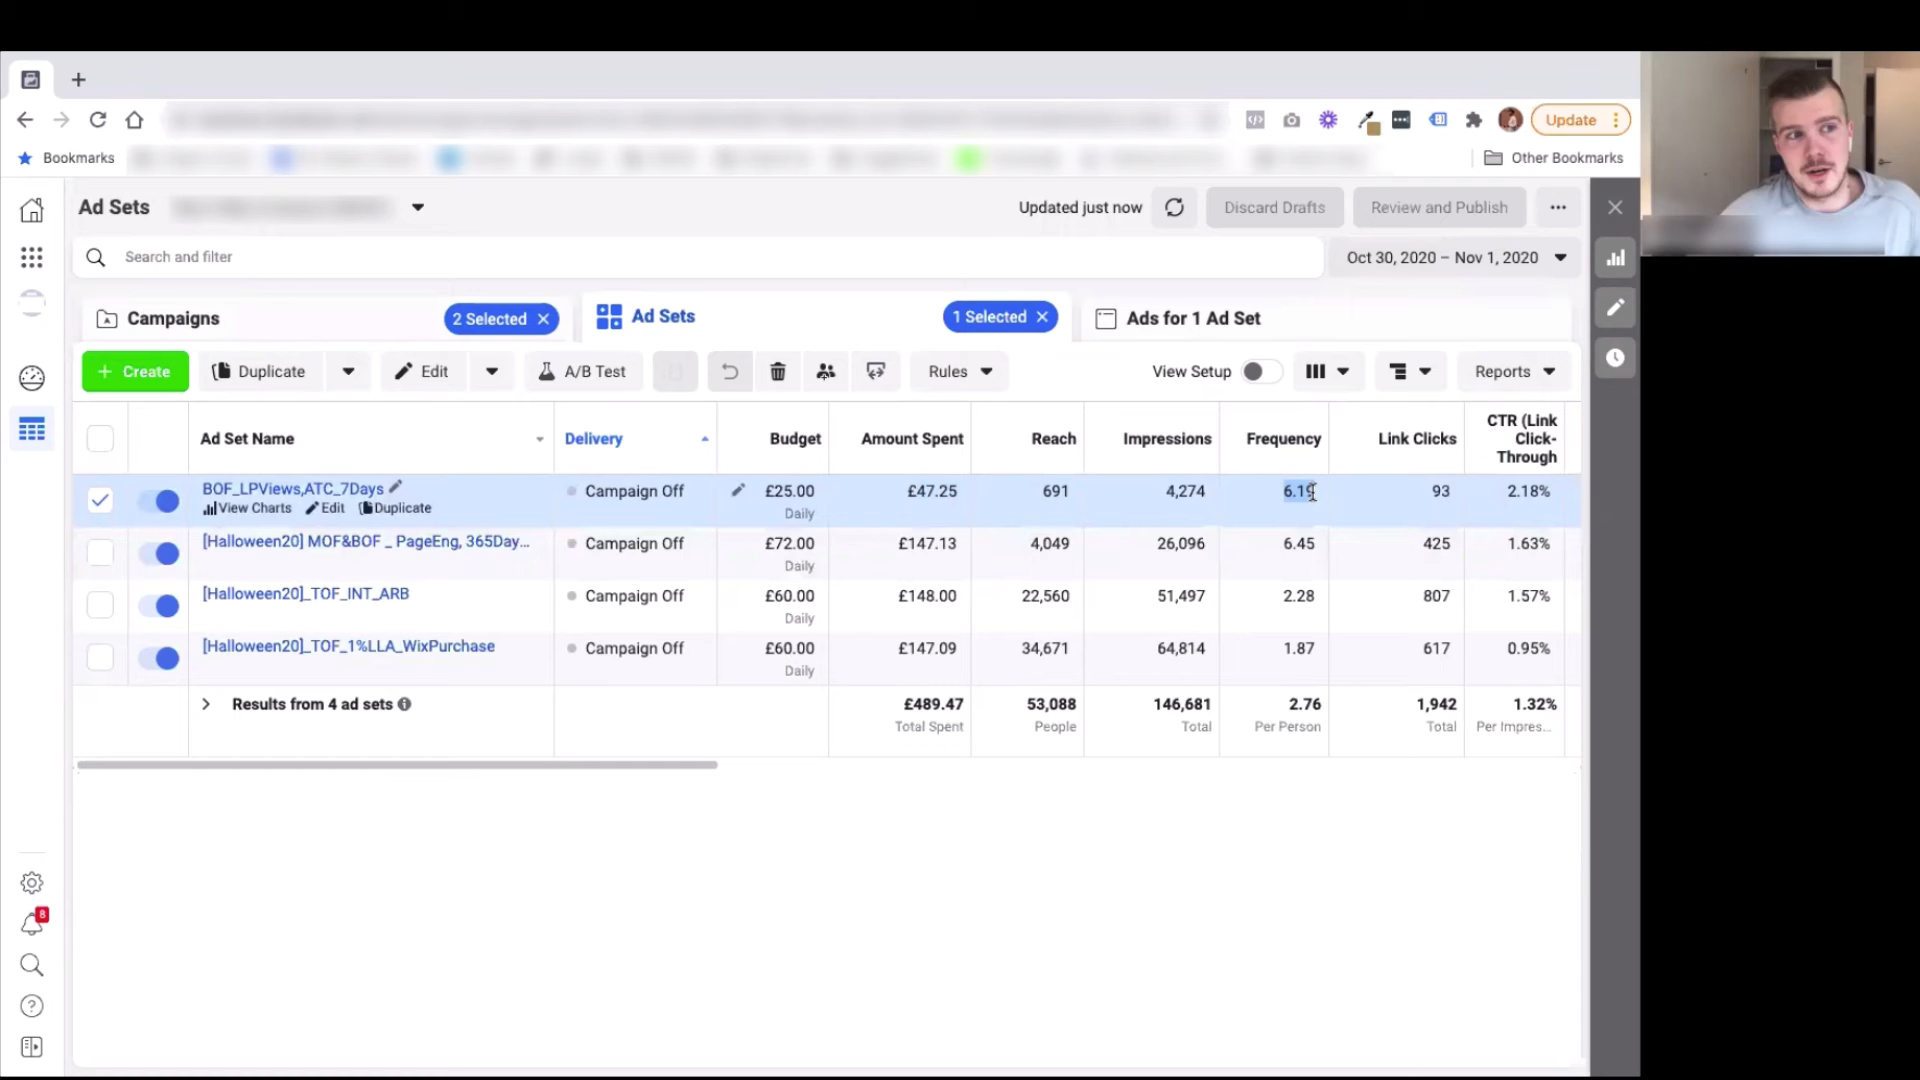 Update
Bookmarks
Other Bookmarks
Ad Sets
Updated just now
Discard Drafts
Review and Publish
Search and filter
Oct 30, 2020 – Nov 1, 2020
Campaigns
2 Selected
Ad Sets
1 Selected
Ads for 1 Ad Set
+ Create
Duplicate
Edit
A/B Test
Rules
View Setup
Reports
Ad Set Name
Delivery
Budget
Amount Spent
Reach
Impressions
Frequency
Link Clicks
CTR (Link
Click-
Through
BOF_LPViews,ATC_7Days
Campaign Off
£25.00
£47.25
691
4,274
6.19
93
2.18%
View Charts
Edit
Duplicate
Daily
[Halloween20] MOF&BOF _ PageEng, 365Day...
Campaign Off
£72.00
£147.13
4,049
26,096
6.45
425
1.63%
Daily
[Halloween20]_TOF_INT_ARB
Campaign Off
£60.00
£148.00
22,560
51,497
2.28
807
1.57%
Daily
[Halloween20]_TOF_1%LLA_WixPurchase
Campaign Off
£60.00
£147.09
34,671
64,814
1.87
617
0.95%
Daily
Results from 4 ad sets
£489.47
53,088
146,681
2.76
1,942
1.32%
Total Spent
People
Total
Per Person
Total
Per Impres...
8